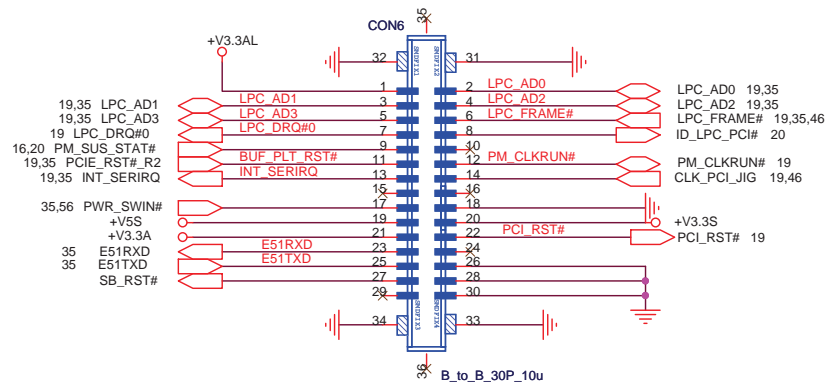 CON6
35
+V3.3AL
32 SMDFIX1 SMDFIX2 31
1 2 LPC_AD0 LPC_AD0 19,35
19,35 LPC_AD1 LPC_AD1 3 4 LPC_AD2 LPC_AD2 19,35
19,35 LPC_AD3 LPC_AD3 5 6 LPC_FRAME# LPC_FRAME# 19,35,46
19 LPC_DRQ#0 LPC_DRQ#0 7 8 ID_LPC_PCI# 20
16,20 PM_SUS_STAT# 9 10
19,35 PCIE_RST#_R2 BUF_PLT_RST# 11 12 PM_CLKRUN# PM_CLKRUN# 19
19,35 INT_SERIRQ INT_SERIRQ 13 14 CLK_PCI_JIG 19,46
15 16
35,56 PWR_SWIN# 17 18
+V5S 19 20 +V3.3S
+V3.3A 21 22 PCI_RST# PCI_RST# 19
35 E51RXD E51RXD 23 24
35 E51TXD E51TXD 25 26
SB_RST# 27 28
29 30
34 SMDFIX3 SMDFIX4 33
36
B_to_B_30P_10u